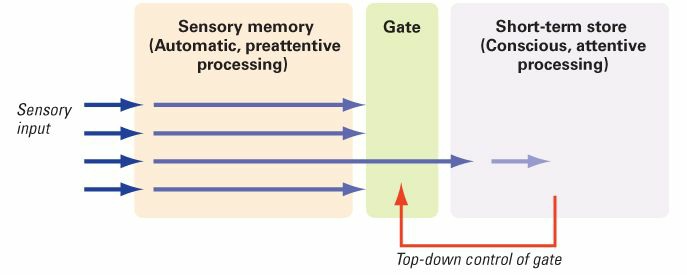 Sensory memory
(Automatic, preattentive
processing)
Gate
Short-term store
(Conscious, attentive
processing)
Sensory
input
Top-down control of gate